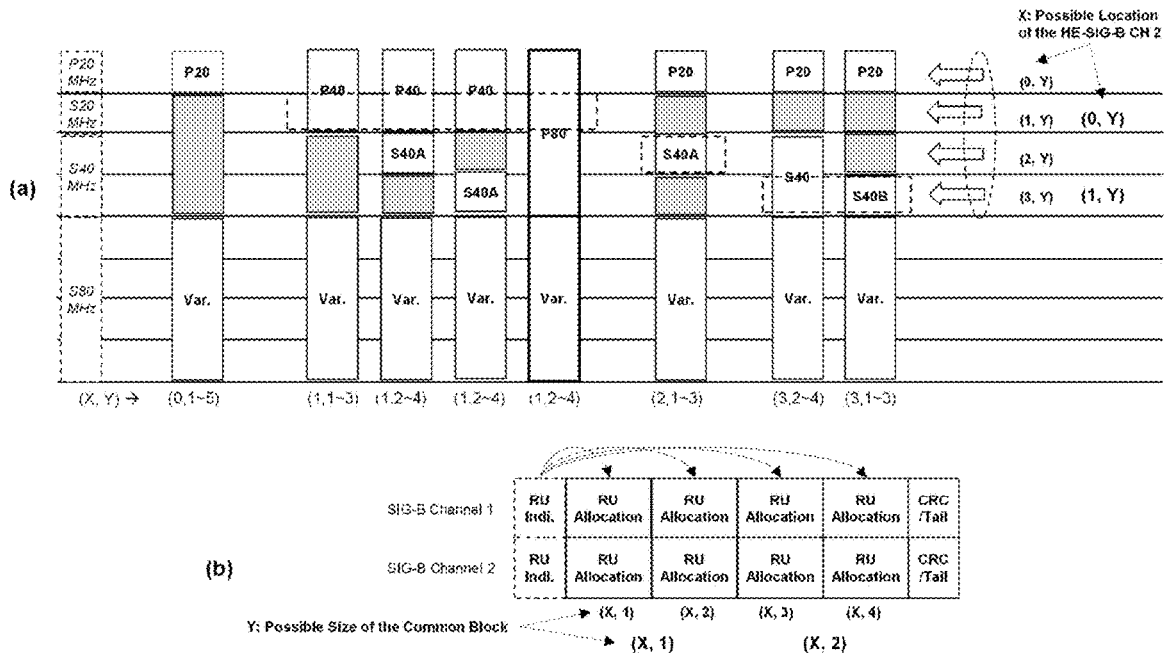 X: Possible Location
of the HE-SIG-B CH 2
P20
MHz
P20
P40
P40
P40
P80
P20
P20
P20
(0, Y)
S20
MHz
(1, Y) (0, Y)
(a)
S40
MHz
S40A
S40A
S40A
S40
S40B
(2, Y)
(3, Y) (1, Y)
S80
MHz
Var.
Var.
Var.
Var.
Var.
Var.
Var.
Var.
(X, Y) → (0,1~5) (1,1~3) (1,2~4) (1,2~4) (1,2~4) (2,1~3) (3,2~4) (3,1~3)
(b)
SIG-B Channel 1
RU
Indi.
RU
Allocation
RU
Allocation
RU
Allocation
RU
Allocation
CRC
/Tail
SIG-B Channel 2
RU
Indi.
RU
Allocation
RU
Allocation
RU
Allocation
RU
Allocation
CRC
/Tail
(X, 1) (X, 2) (X, 3) (X, 4)
Y: Possible Size of the Common Block
(X, 1) (X, 2)